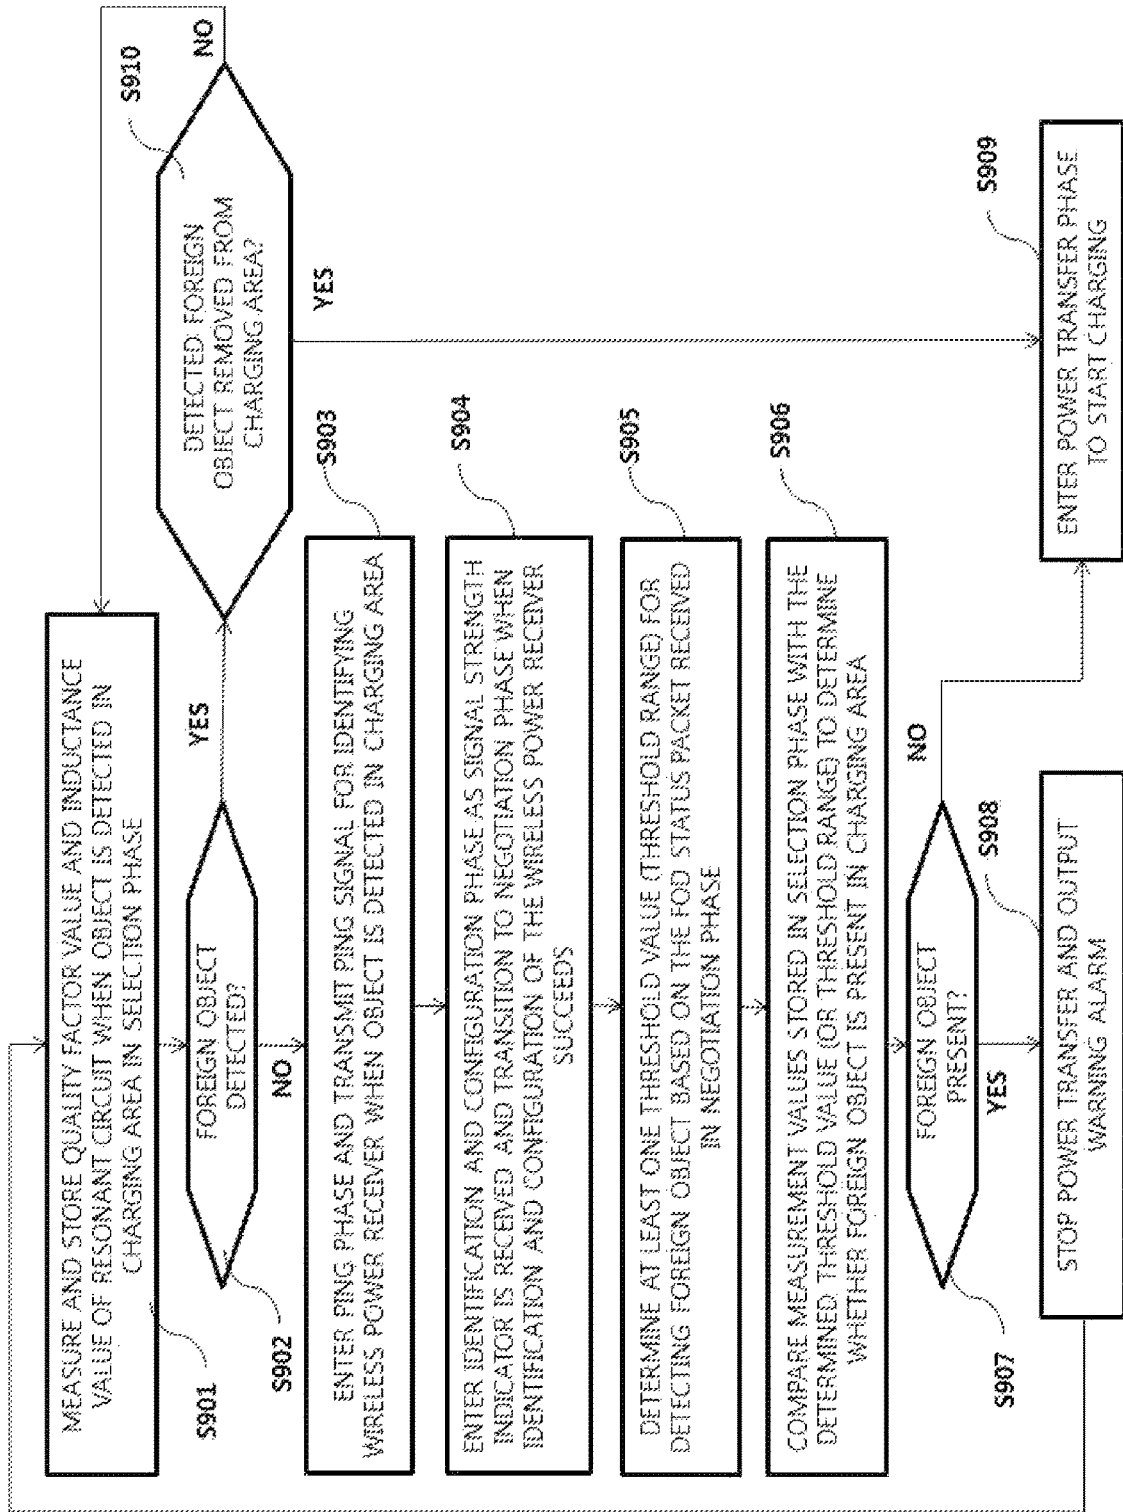 MEASURE AND STORE QUALITY FACTOR VALUE AND INDUCTANCE
VALUE OF RESONANT CIRCUIT WHEN OBJECT IS DETECTED IN
CHARGING AREA IN SELECTION PHASE
S901
FOREIGN OBJECT
DETECTED?
S902
YES
NO
DETECTED FOREIGN
OBJECT REMOVED FROM
CHARGING AREA?
S910
NO
YES
ENTER PING PHASE AND TRANSMIT PING SIGNAL FOR IDENTIFYING
WIRELESS POWER RECEIVER WHEN OBJECT IS DETECTED IN CHARGING AREA
S903
ENTER IDENTIFICATION AND CONFIGURATION PHASE AS SIGNAL STRENGTH
INDICATOR IS RECEIVED AND TRANSITION TO NEGOTIATION PHASE WHEN
IDENTIFICATION AND CONFIGURATION OF THE WIRELESS POWER RECEIVER
SUCCEEDS
S904
DETERMINE AT LEAST ONE THRESHOLD VALUE (THRESHOLD RANGE) FOR
DETECTING FOREIGN OBJECT BASED ON THE FOD STATUS PACKET RECEIVED
IN NEGOTIATION PHASE
S905
COMPARE MEASUREMENT VALUES STORED IN SELECTION PHASE WITH THE
DETERMINED THRESHOLD VALUE (OR THRESHOLD RANGE) TO DETERMINE
WHETHER FOREIGN OBJECT IS PRESENT IN CHARGING AREA
S906
FOREIGN OBJECT
PRESENT?
S907
NO
YES
STOP POWER TRANSFER AND OUTPUT
WARNING ALARM
S908
ENTER POWER TRANSFER PHASE
TO START CHARGING
S909